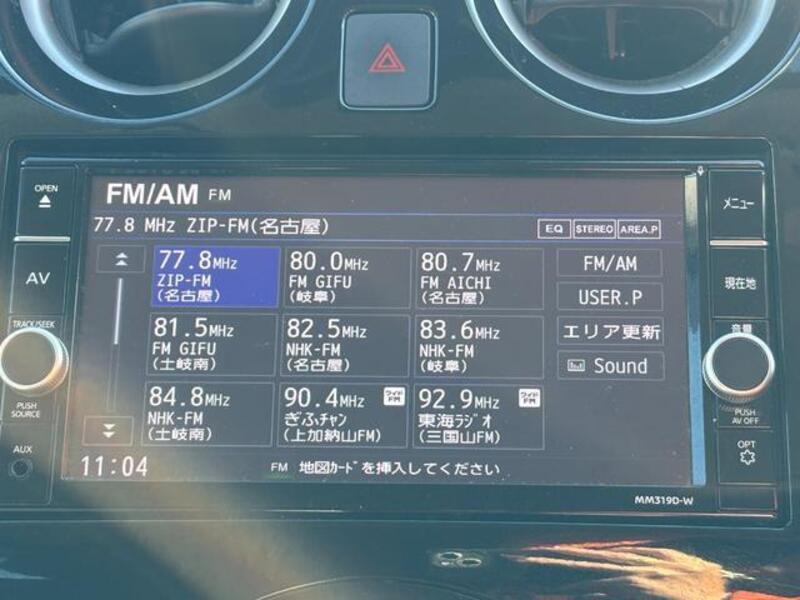 OPEN
AV
TRACK/SEEK
PUSH
SOURCE
AUX
FM/AM FM
77.8 MHz ZIP-FM(名古屋)
EQ STEREO AREA.P
77.8MHz
ZIP-FM
(名古屋)
80.0MHz
FM GIFU
(岐阜)
80.7MHz
FM AICHI
(名古屋)
FM/AM
USER.P
81.5MHz
FM GIFU
(土岐南)
82.5MHz
NHK-FM
(名古屋)
83.6MHz
NHK-FM
(岐阜)
エリア更新
Sound
84.8MHz
NHK-FM
(土岐南)
90.4MHz ワイドFM
ぎふチャン
(上加納山FM)
92.9MHz ワイドFM
東海ラジオ
(三国山FM)
11:04
FM 地図カードを挿入してください
MM319D-W
メニュー
現在地
音量
PUSH
AV OFF
OPT